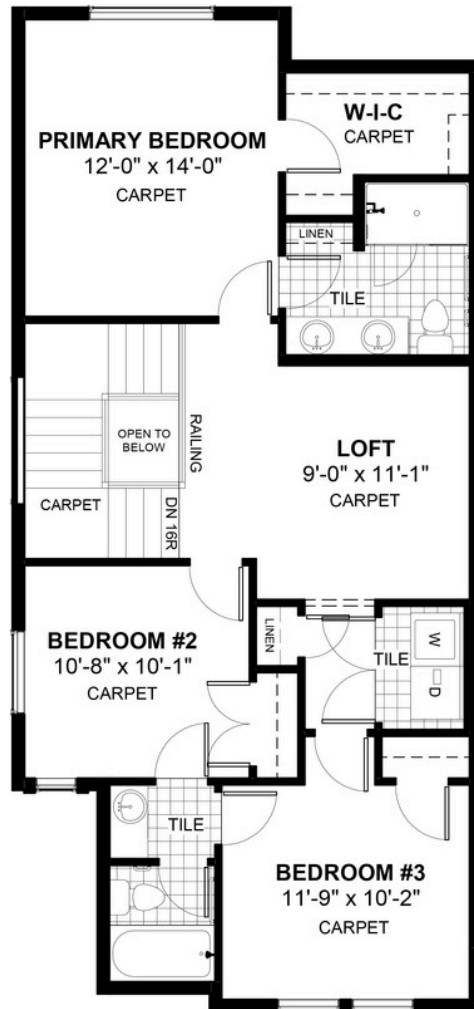 PRIMARY BEDROOM
12'-0" x 14'-0"
CARPET
W-I-C
CARPET
LINEN
TILE
OPEN TO
BELOW
RAILING
CARPET
DN 16R
LOFT
9'-0" x 11'-1"
CARPET
BEDROOM #2
10'-8" x 10'-1"
CARPET
LINEN
TILE
W
D
TILE
BEDROOM #3
11'-9" x 10'-2"
CARPET